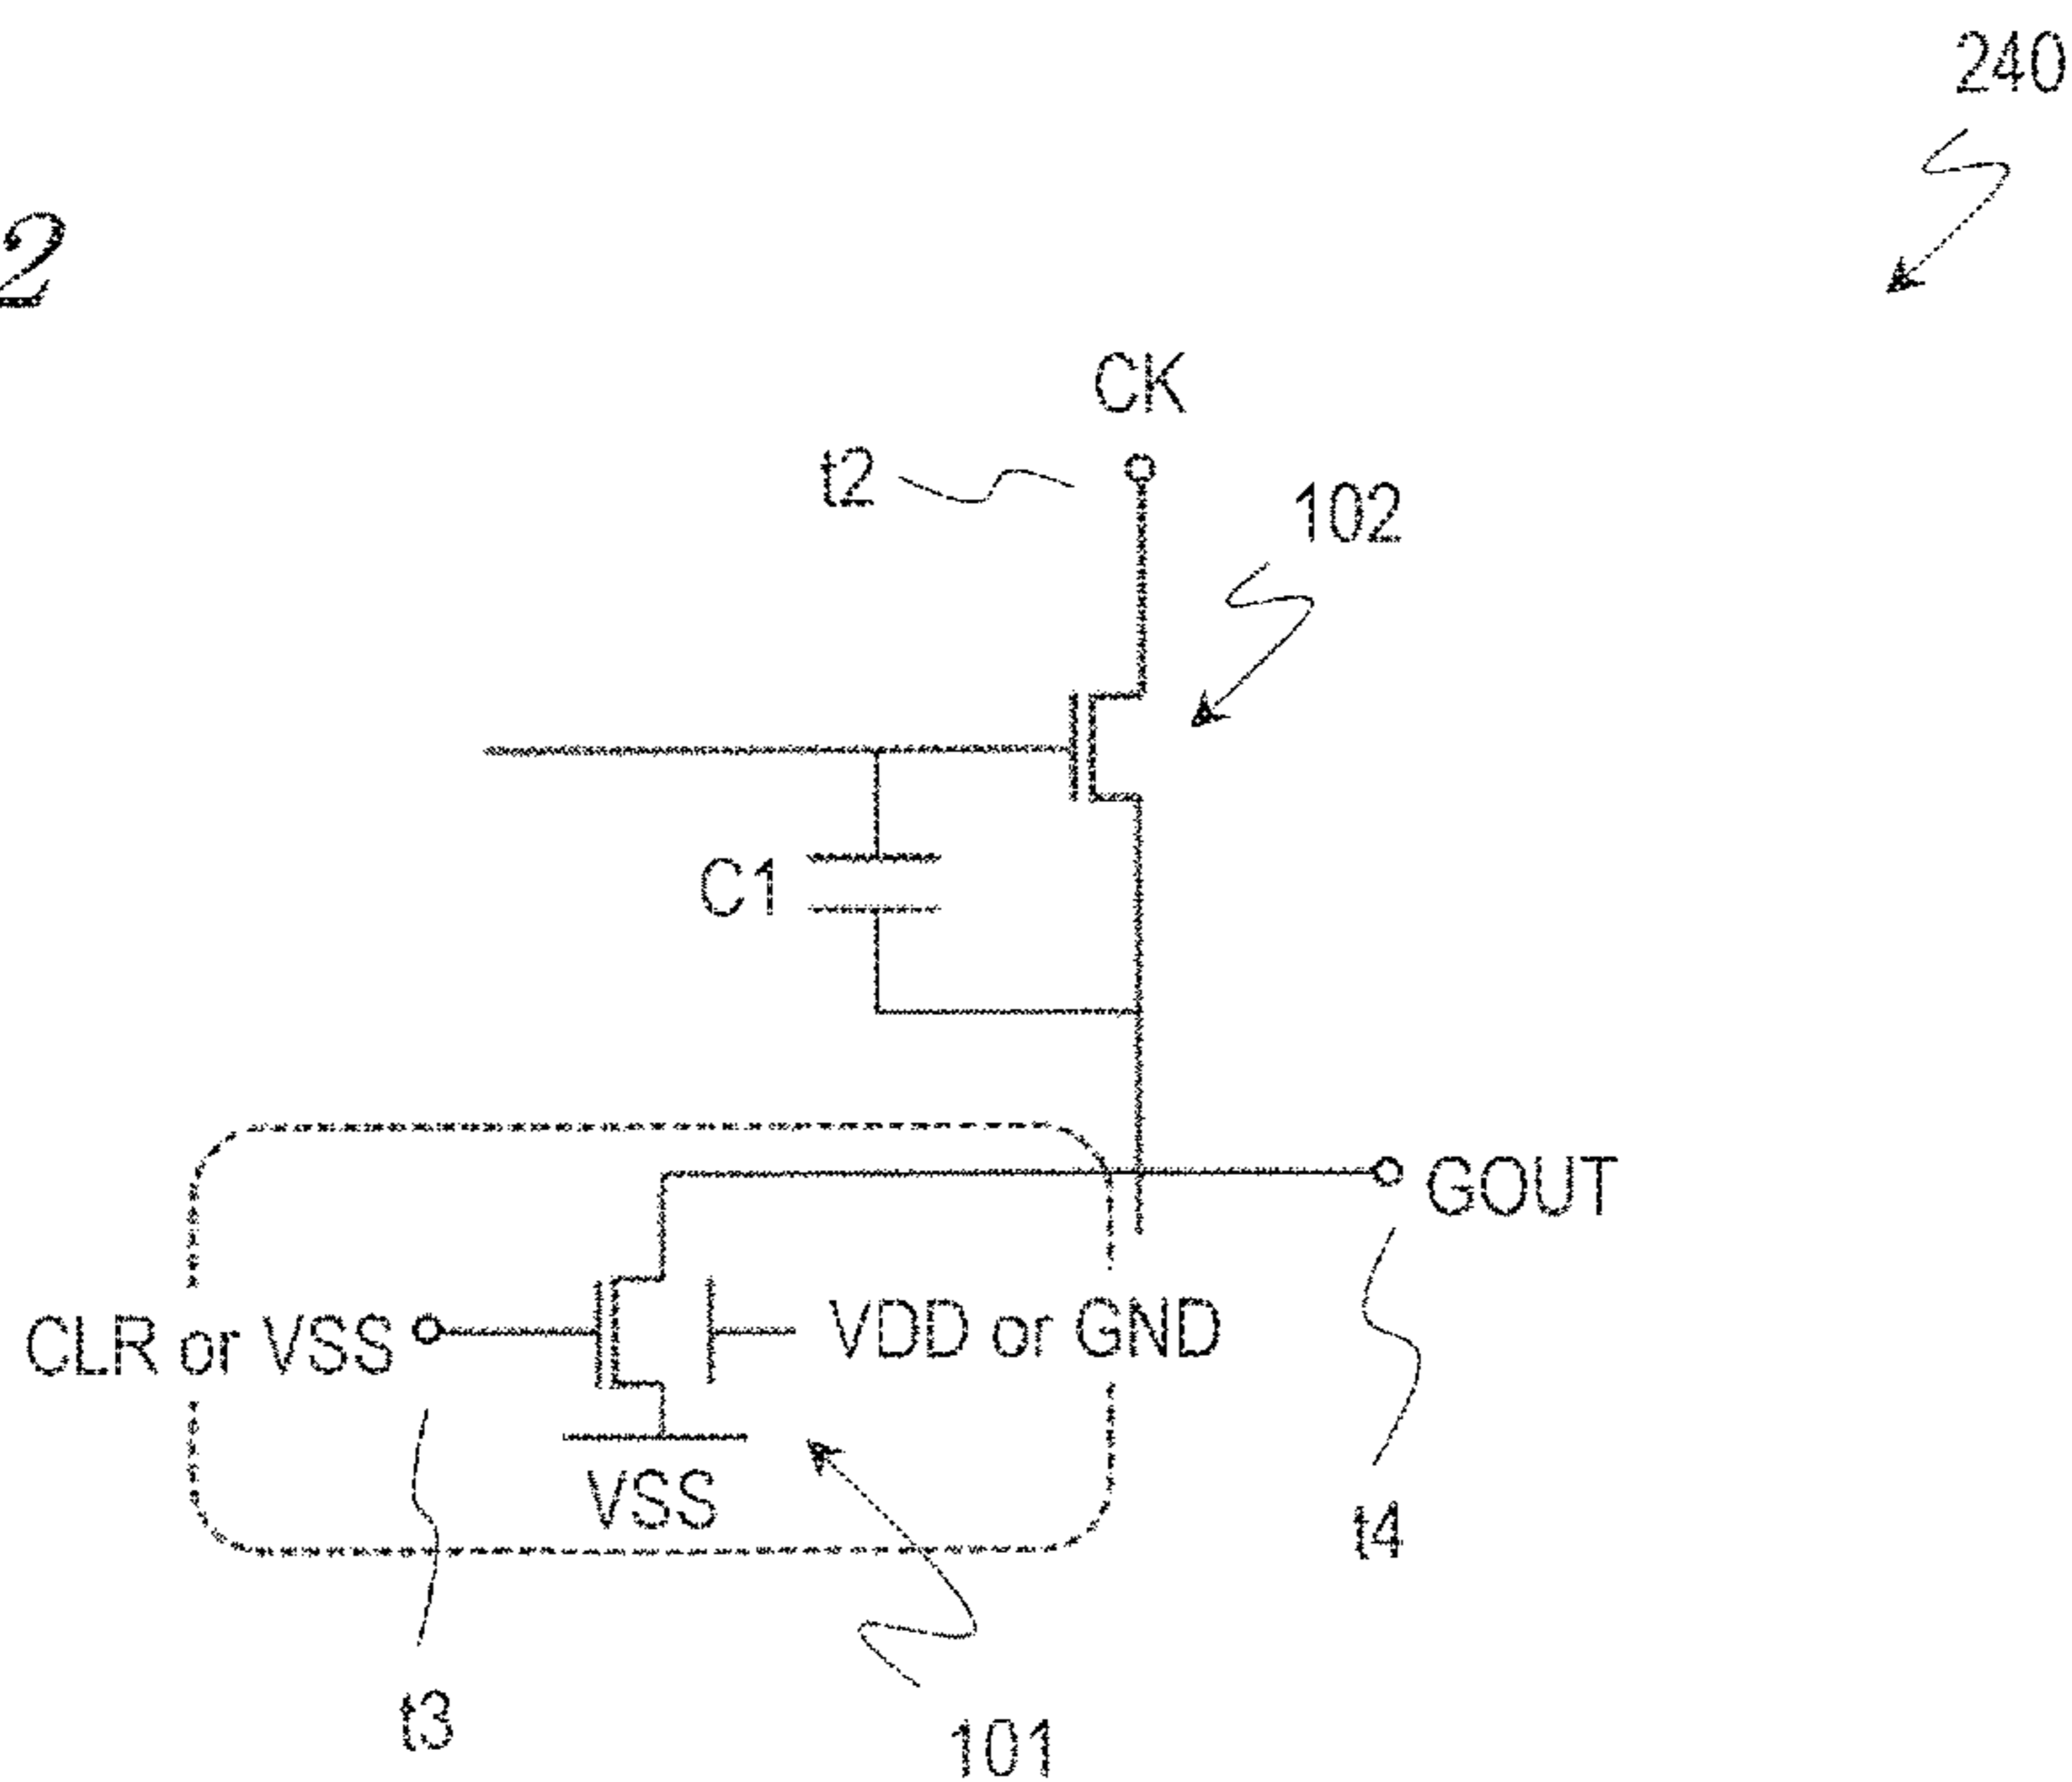 240
2
CK
t2
102
C1
GOUT
CLR or VSS
VDD or GND
VSS
t4
t3
101